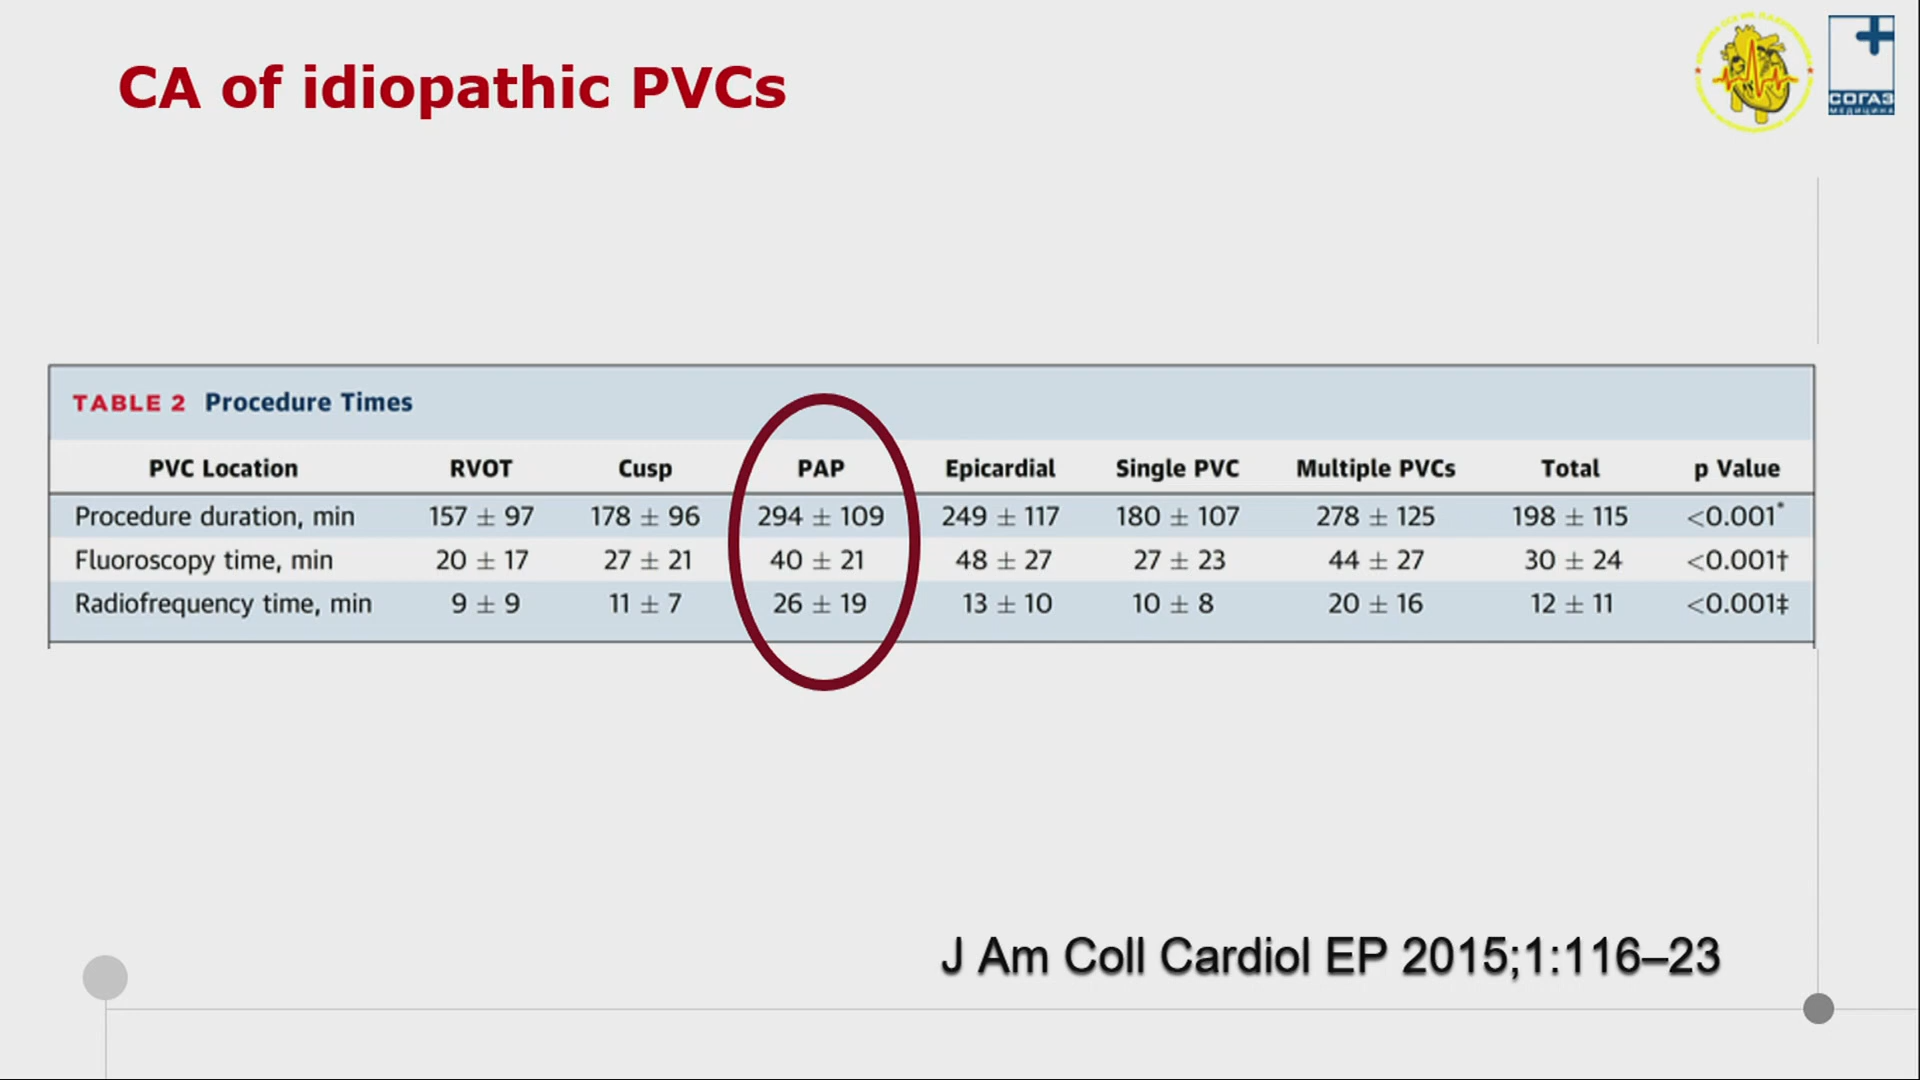 CA of idiopathic PVCs
СОГАЗ
медицина
TABLE 2 Procedure Times
PVC Location RVOT Cusp PAP Epicardial Single PVC Multiple PVCs Total p Value
Procedure duration, min 157 ± 97 178 ± 96 294 ± 109 249 ± 117 180 ± 107 278 ± 125 198 ± 115 <0.001*
Fluoroscopy time, min 20 ± 17 27 ± 21 40 ± 21 48 ± 27 27 ± 23 44 ± 27 30 ± 24 <0.001†
Radiofrequency time, min 9 ± 9 11 ± 7 26 ± 19 13 ± 10 10 ± 8 20 ± 16 12 ± 11 <0.001‡
J Am Coll Cardiol EP 2015;1:116–23